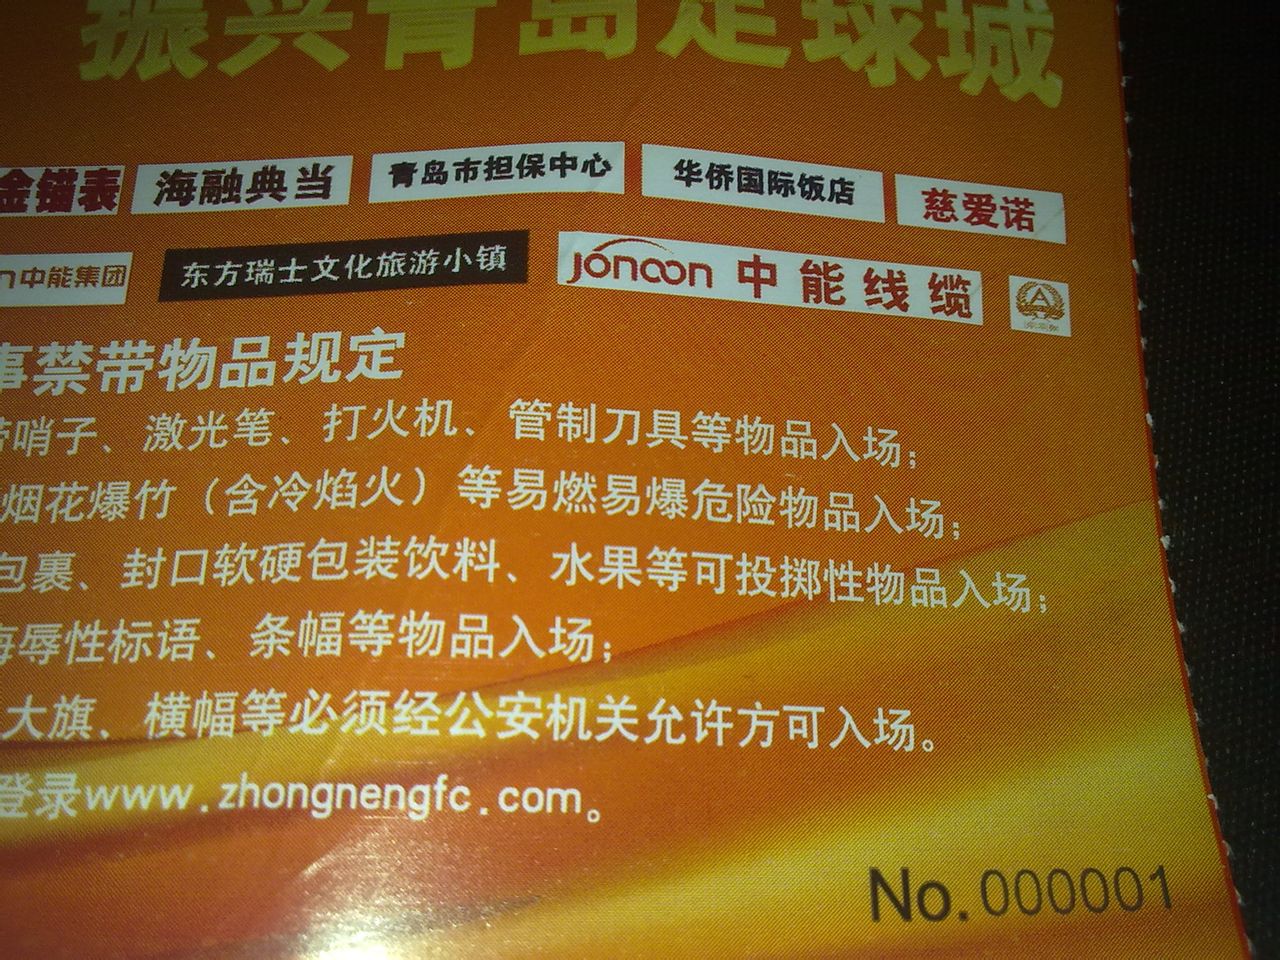 振兴青岛足球城
金锚表 海融典当 青岛市担保中心 华侨国际饭店 慈爱诺
n中能集团 东方瑞士文化旅游小镇 jonoon 中能线缆 A
事禁带物品规定
带哨子、激光笔、打火机、管制刀具等物品入场；
烟花爆竹（含冷焰火）等易燃易爆危险物品入场；
包裹、封口软硬包装饮料、水果等可投掷性物品入场；
侮辱性标语、条幅等物品入场；
大旗、横幅等必须经公安机关允许方可入场。
登录www.zhongnengfc.com。
No.000001